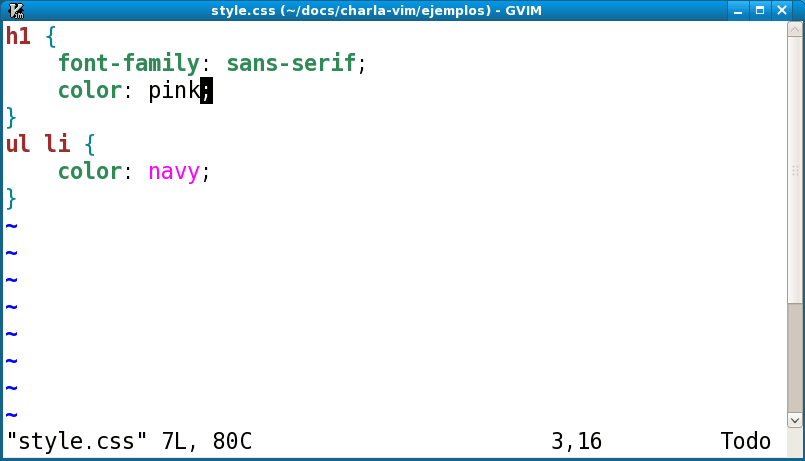 style.css (~/docs/charla-vim/ejemplos) - GVIM
h1 {
    font-family: sans-serif;
    color: pink;
}
ul li {
    color: navy;
}
~
~
~
~
~
~
~
~
"style.css" 7L, 80C 3,16 Todo